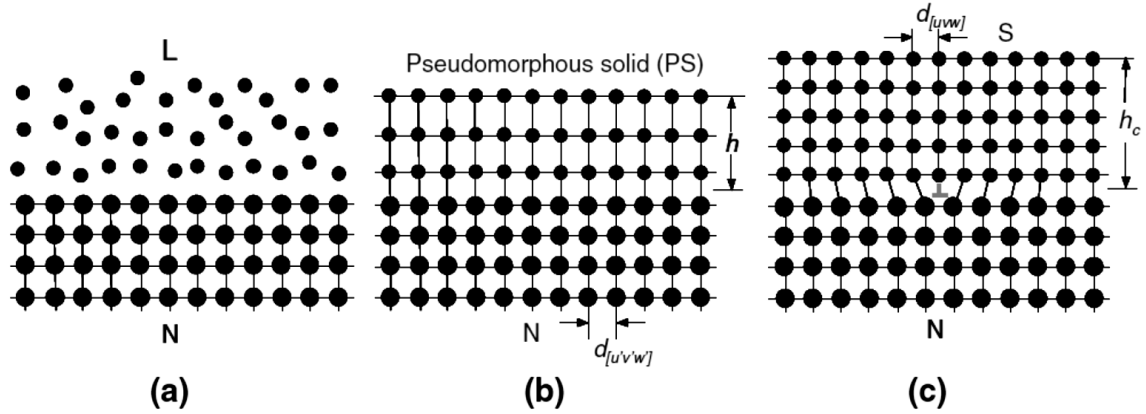 L
N
(a)
Pseudomorphous solid (PS)
h
N
d[u'v'w']
(b)
d[uvw]
S
hc
N
(c)